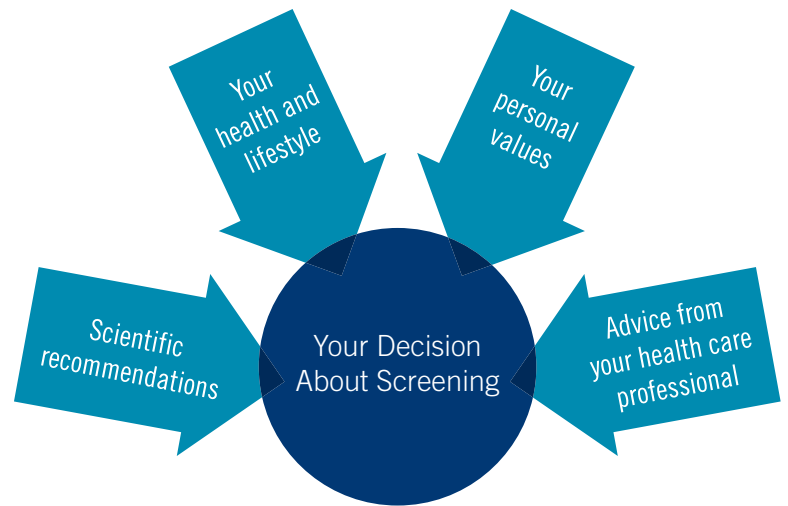 Your
health and
lifestyle
Your
personal
values
Scientific
recommendations
Your Decision
About Screening
Advice from
your health care
professional